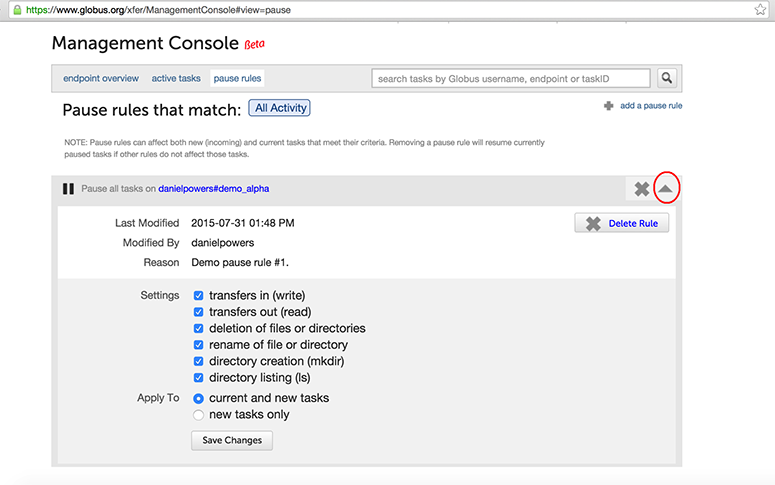 https://www.globus.org/xfer/ManagementConsole#view=pause
Management Console Beta
endpoint overview active tasks pause rules search tasks by Globus username, endpoint or taskID
Pause rules that match: All Activity add a pause rule
NOTE: Pause rules can affect both new (incoming) and current tasks that meet their criteria. Removing a pause rule will resume currently
paused tasks if other rules do not affect those tasks.
Pause all tasks on danielpowers#demo_alpha
Last Modified 2015-07-31 01:48 PM Delete Rule
Modified By danielpowers
Reason Demo pause rule #1.
Settings transfers in (write)
transfers out (read)
deletion of files or directories
rename of file or directory
directory creation (mkdir)
directory listing (ls)
Apply To current and new tasks
new tasks only
Save Changes